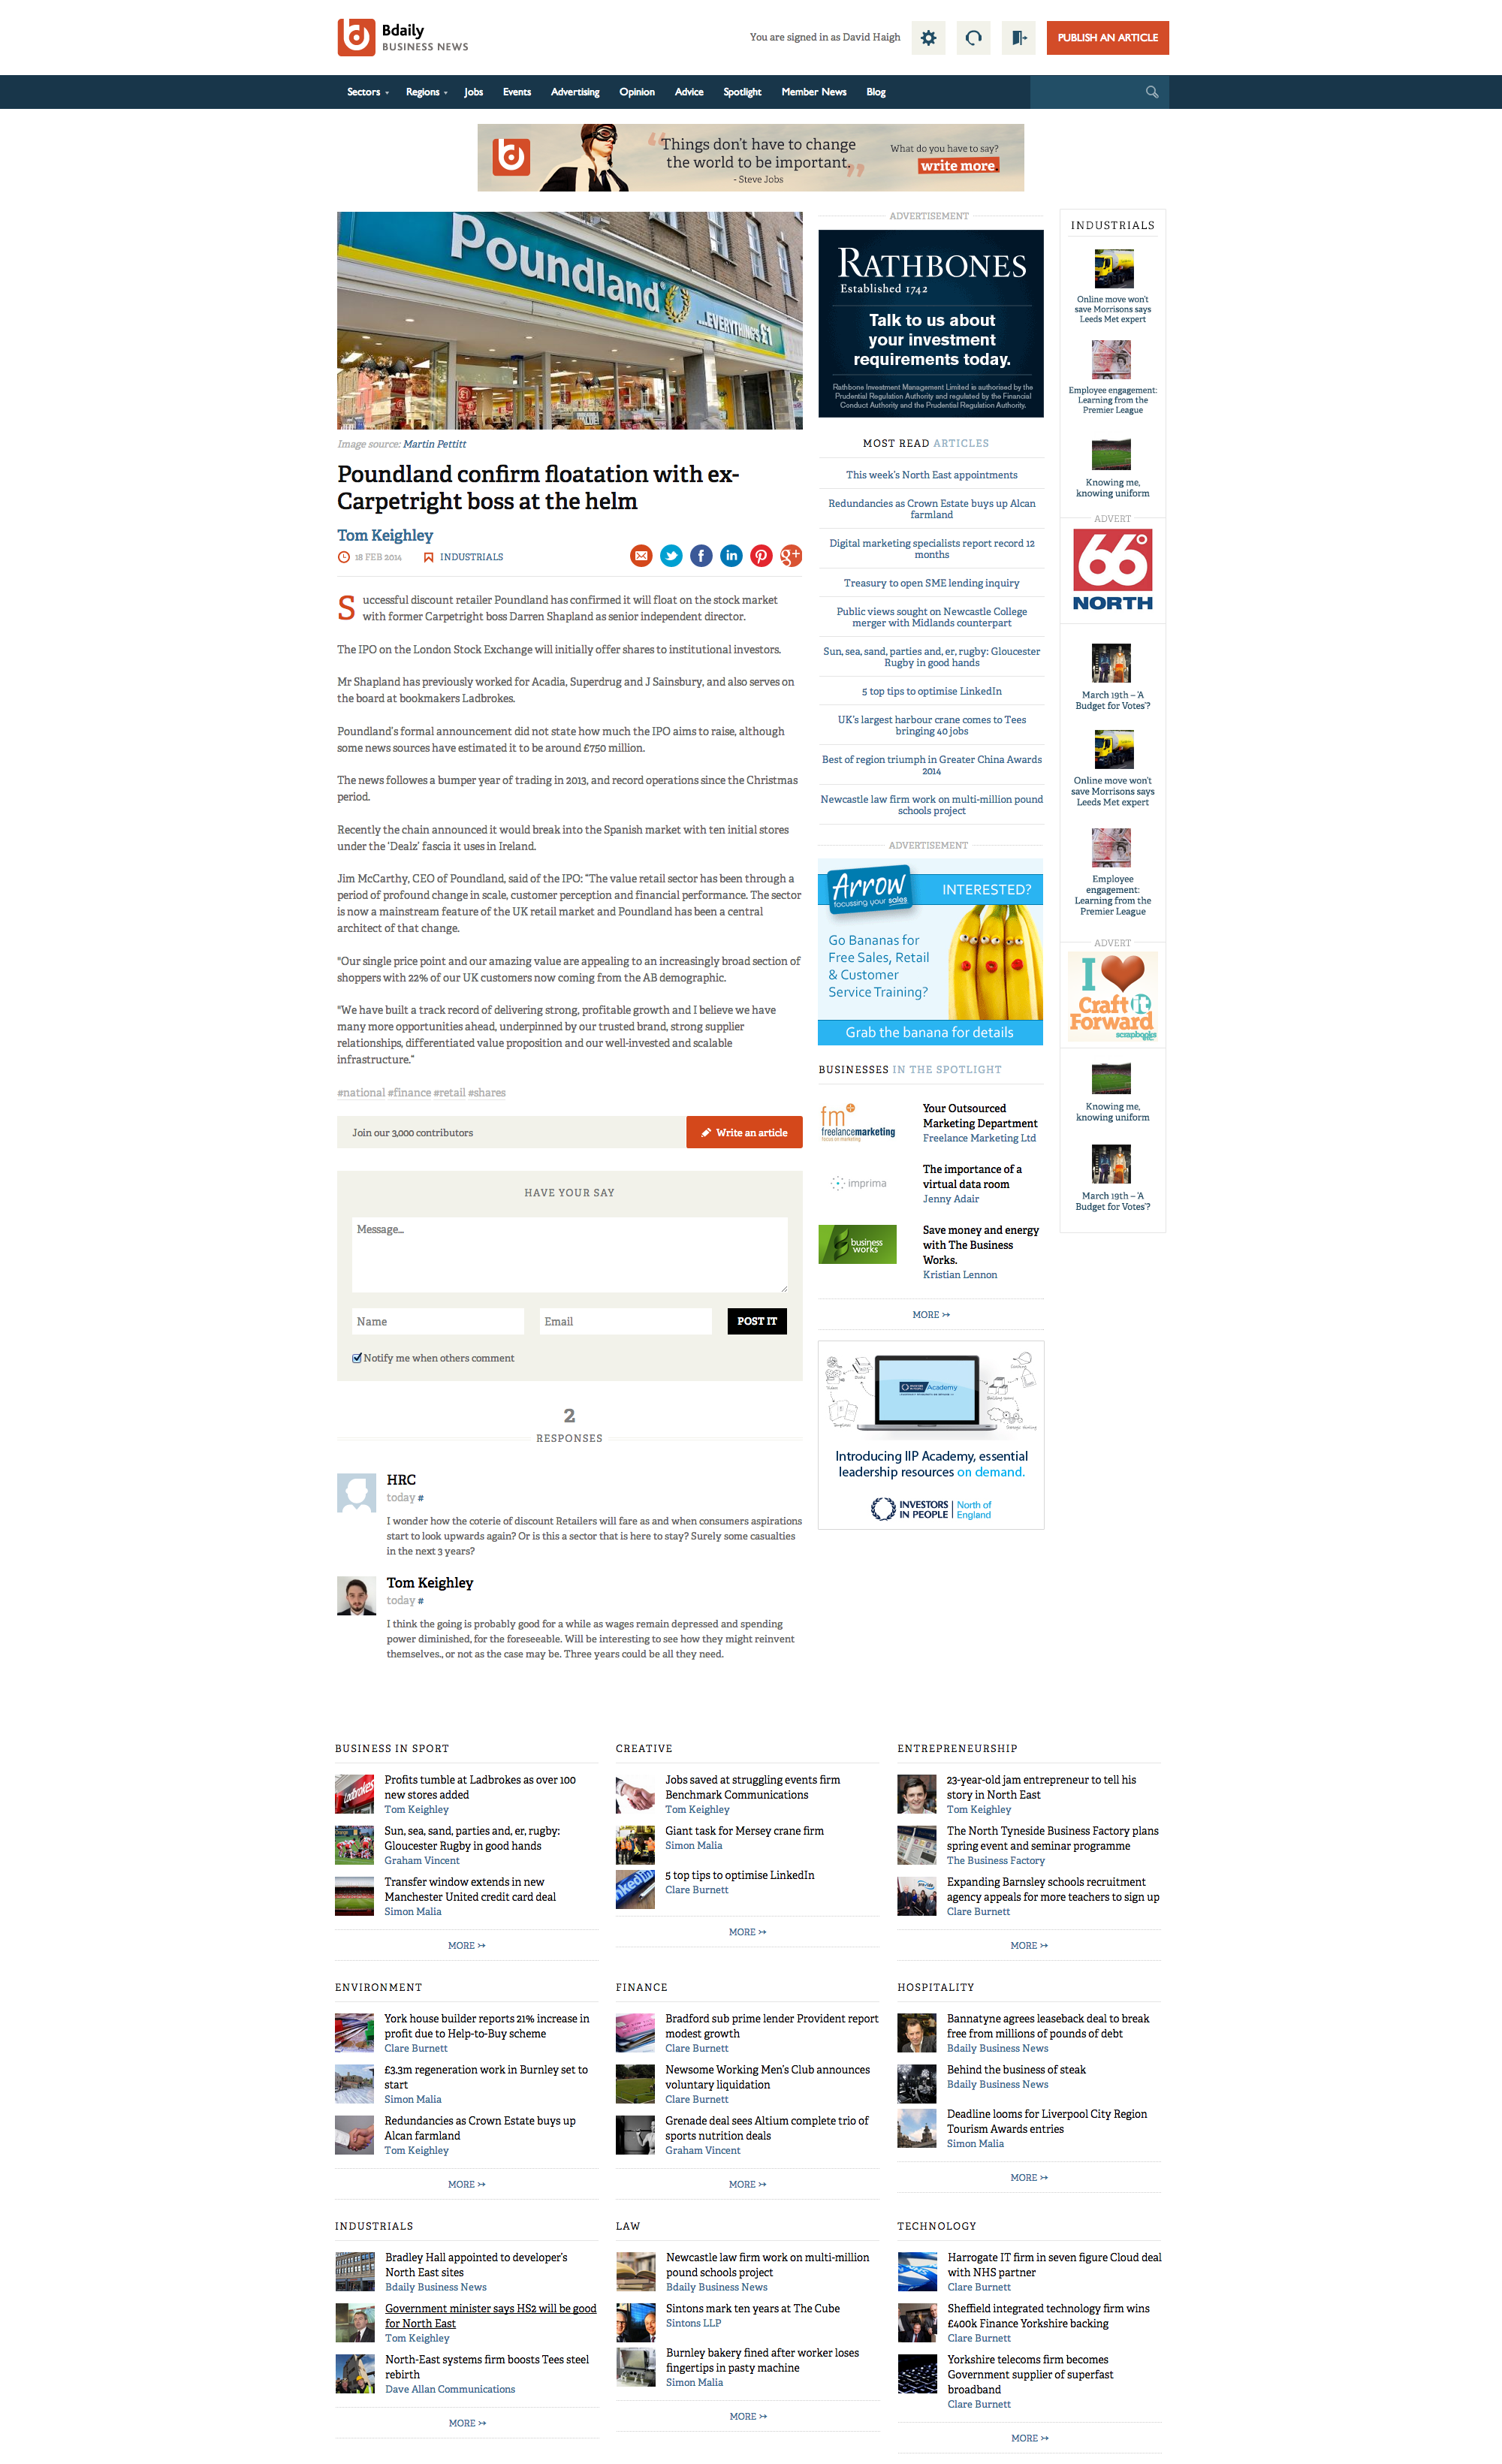 Bdaily
BUSINESS NEWS
You are signed in as David Haigh
PUBLISH AN ARTICLE
Sectors
Regions
Jobs
Events
Advertising
Opinion
Advice
Spotlight
Member News
Blog
“Things don't have to change
the world to be important.”
- Steve Jobs
What do you have to say?
write more.
Poundland
...EVERYTHING'S £1
Image source: Martin Pettitt
Poundland confirm floatation with ex-
Carpetright boss at the helm
Tom Keighley
18 FEB 2014
INDUSTRIALS
Successful discount retailer Poundland has confirmed it will float on the stock market
with former Carpetright boss Darren Shapland as senior independent director.
The IPO on the London Stock Exchange will initially offer shares to institutional investors.
Mr Shapland has previously worked for Acadia, Superdrug and J Sainsbury, and also serves on
the board at bookmakers Ladbrokes.
Poundland's formal announcement did not state how much the IPO aims to raise, although
some news sources have estimated it to be around £750 million.
The news followes a bumper year of trading in 2013, and record operations since the Christmas
period.
Recently the chain announced it would break into the Spanish market with ten initial stores
under the 'Dealz' fascia it uses in Ireland.
Jim McCarthy, CEO of Poundland, said of the IPO: "The value retail sector has been through a
period of profound change in scale, customer perception and financial performance. The sector
is now a mainstream feature of the UK retail market and Poundland has been a central
architect of that change.
"Our single price point and our amazing value are appealing to an increasingly broad section of
shoppers with 22% of our UK customers now coming from the AB demographic.
"We have built a track record of delivering strong, profitable growth and I believe we have
many more opportunities ahead, underpinned by our trusted brand, strong supplier
relationships, differentiated value proposition and our well-invested and scalable
infrastructure."
#national #finance #retail #shares
Join our 3,000 contributors
Write an article
HAVE YOUR SAY
Message...
Name
Email
POST IT
Notify me when others comment
2
RESPONSES
HRC
today #
I wonder how the coterie of discount Retailers will fare as and when consumers aspirations
start to look upwards again? Or is this a sector that is here to stay? Surely some casualties
in the next 3 years?
Tom Keighley
today #
I think the going is probably good for a while as wages remain depressed and spending
power diminished, for the foreseeable. Will be interesting to see how they might reinvent
themselves., or not as the case may be. Three years could be all they need.
ADVERTISEMENT
RATHBONES
Established 1742
Talk to us about
your investment
requirements today.
Rathbone Investment Management Limited is authorised by the
Prudential Regulation Authority and regulated by the Financial
Conduct Authority and the Prudential Regulation Authority.
MOST READ ARTICLES
This week's North East appointments
Redundancies as Crown Estate buys up Alcan
farmland
Digital marketing specialists report record 12
months
Treasury to open SME lending inquiry
Public views sought on Newcastle College
merger with Midlands counterpart
Sun, sea, sand, parties and, er, rugby: Gloucester
Rugby in good hands
5 top tips to optimise LinkedIn
UK's largest harbour crane comes to Tees
bringing 40 jobs
Best of region triumph in Greater China Awards
2014
Newcastle law firm work on multi-million pound
schools project
ADVERTISEMENT
Arrow
focussing your sales
INTERESTED?
Go Bananas for
Free Sales, Retail
& Customer
Service Training?
Grab the banana for details
BUSINESSES IN THE SPOTLIGHT
fm
freelancemarketing
focus on marketing
Your Outsourced
Marketing Department
Freelance Marketing Ltd
imprima
The importance of a
virtual data room
Jenny Adair
business
works
Save money and energy
with The Business
Works.
Kristian Lennon
MORE
Academy
Introducing IIP Academy, essential
leadership resources on demand.
INVESTORS
IN PEOPLE
North of
England
INDUSTRIALS
Online move won't
save Morrisons says
Leeds Met expert
Employee engagement:
Learning from the
Premier League
Knowing me,
knowing uniform
ADVERT
66°
NORTH
March 19th – 'A
Budget for Votes'?
Online move won't
save Morrisons says
Leeds Met expert
Employee
engagement:
Learning from the
Premier League
ADVERT
I
Craft it
Forward
scrapbooks
Knowing me,
knowing uniform
March 19th – 'A
Budget for Votes'?
BUSINESS IN SPORT
Ladbrokes
Profits tumble at Ladbrokes as over 100
new stores added
Tom Keighley
Sun, sea, sand, parties and, er, rugby:
Gloucester Rugby in good hands
Graham Vincent
Transfer window extends in new
Manchester United credit card deal
Simon Malia
MORE
CREATIVE
Jobs saved at struggling events firm
Benchmark Communications
Tom Keighley
Giant task for Mersey crane firm
Simon Malia
5 top tips to optimise LinkedIn
Clare Burnett
MORE
ENTREPRENEURSHIP
23-year-old jam entrepreneur to tell his
story in North East
Tom Keighley
The North Tyneside Business Factory plans
spring event and seminar programme
The Business Factory
Expanding Barnsley schools recruitment
agency appeals for more teachers to sign up
Clare Burnett
MORE
ENVIRONMENT
York house builder reports 21% increase in
profit due to Help-to-Buy scheme
Clare Burnett
£3.3m regeneration work in Burnley set to
start
Simon Malia
Redundancies as Crown Estate buys up
Alcan farmland
Tom Keighley
MORE
FINANCE
Bradford sub prime lender Provident report
modest growth
Clare Burnett
Newsome Working Men's Club announces
voluntary liquidation
Clare Burnett
Grenade deal sees Altium complete trio of
sports nutrition deals
Graham Vincent
MORE
HOSPITALITY
Bannatyne agrees leaseback deal to break
free from millions of pounds of debt
Bdaily Business News
Behind the business of steak
Bdaily Business News
Deadline looms for Liverpool City Region
Tourism Awards entries
Simon Malia
MORE
INDUSTRIALS
Bradley Hall appointed to developer's
North East sites
Bdaily Business News
Government minister says HS2 will be good
for North East
Tom Keighley
North-East systems firm boosts Tees steel
rebirth
Dave Allan Communications
MORE
LAW
Newcastle law firm work on multi-million
pound schools project
Bdaily Business News
Sintons mark ten years at The Cube
Sintons LLP
Burnley bakery fined after worker loses
fingertips in pasty machine
Simon Malia
MORE
TECHNOLOGY
Harrogate IT firm in seven figure Cloud deal
with NHS partner
Clare Burnett
Sheffield integrated technology firm wins
£400k Finance Yorkshire backing
Clare Burnett
Yorkshire telecoms firm becomes
Government supplier of superfast
broadband
Clare Burnett
MORE